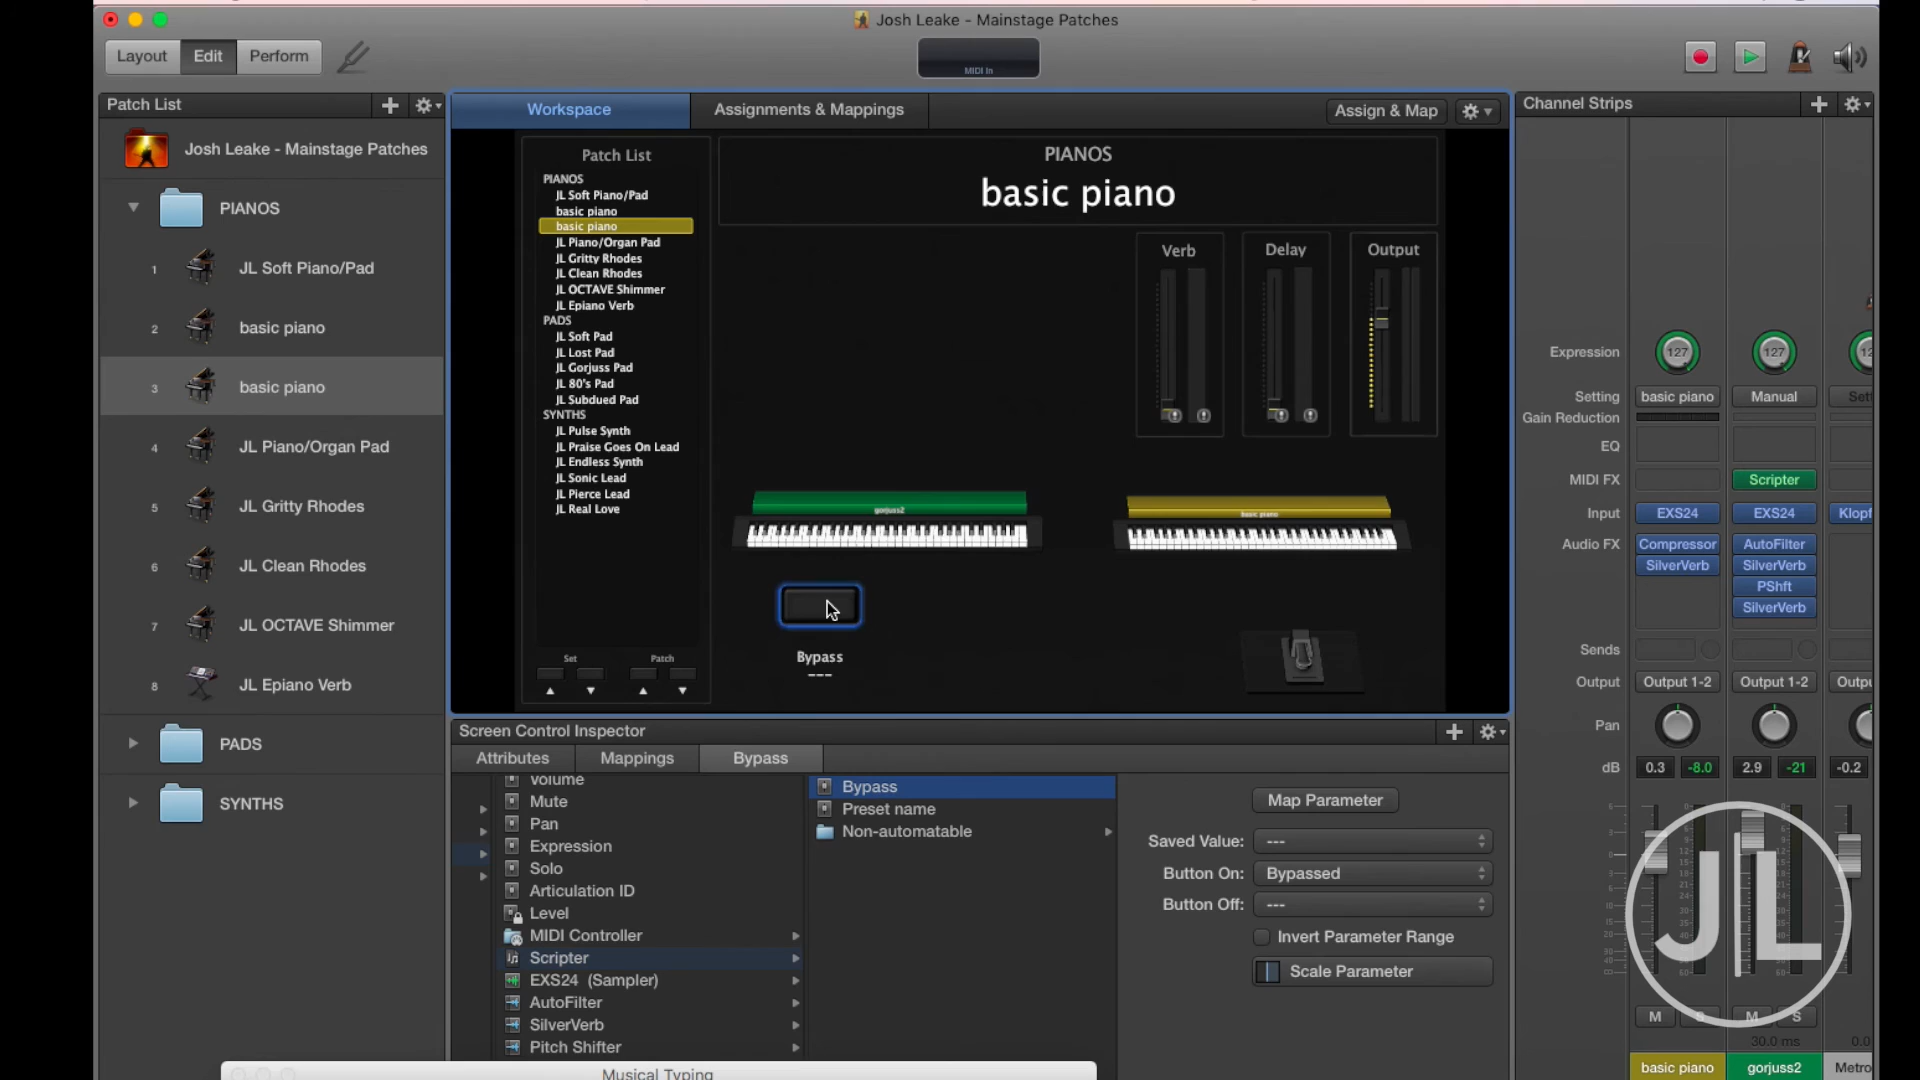 Josh Leake - Mainstage Patches
Layout
Edit
Perform
MIDI In
Patch List
Workspace
Assignments & Mappings
Assign & Map
Channel Strips
Josh Leake - Mainstage Patches
PIANOS
1 JL Soft Piano/Pad
2 basic piano
3 basic piano
4 JL Piano/Organ Pad
5 JL Gritty Rhodes
6 JL Clean Rhodes
7 JL OCTAVE Shimmer
8 JL Epiano Verb
PADS
SYNTHS
Patch List
PIANOS
JL Soft Piano/Pad
basic piano
basic piano
JL Piano/Organ Pad
JL Gritty Rhodes
JL Clean Rhodes
JL OCTAVE Shimmer
JL Epiano Verb
PADS
JL Soft Pad
JL Lost Pad
JL Gorjuss Pad
JL 80's Pad
JL Subdued Pad
SYNTHS
JL Pulse Synth
JL Praise Goes On Lead
JL Endless Synth
JL Sonic Lead
JL Pierce Lead
JL Real Love
Set
Patch
PIANOS
basic piano
Verb
Delay
Output
gorjuss2
basic piano
Bypass
---
Screen Control Inspector
Attributes
Mappings
Bypass
Volume
Mute
Pan
Expression
Solo
Articulation ID
Level
MIDI Controller
Scripter
EXS24 (Sampler)
AutoFilter
SilverVerb
Pitch Shifter
Bypass
Preset name
Non-automatable
Map Parameter
Saved Value: ---
Button On: Bypassed
Button Off: ---
Invert Parameter Range
Scale Parameter
Musical Typing
Expression 127 127
Setting basic piano Manual
Gain Reduction
EQ
MIDI FX Scripter
Input EXS24 EXS24 Klopf
Audio FX Compressor AutoFilter
SilverVerb SilverVerb
PShft
SilverVerb
Sends
Output Output 1-2 Output 1-2
Pan
dB 0.3 -8.0 2.9 -21 -0.2
JL
M S M S
30.0 ms 0.0
basic piano gorjuss2 Metro